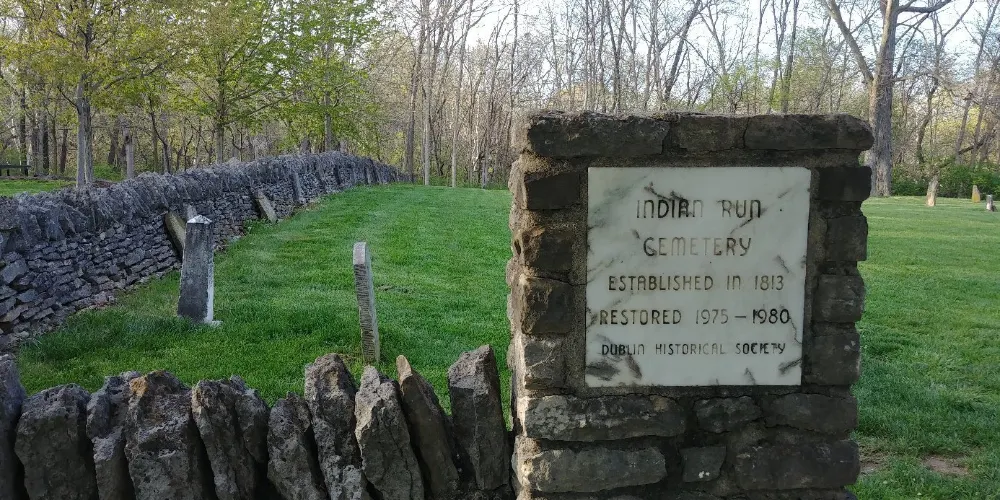 INDIAN RUN
CEMETERY
ESTABLISHED IN 1813
RESTORED 1975 — 1980
DUBLIN HISTORICAL SOCIETY